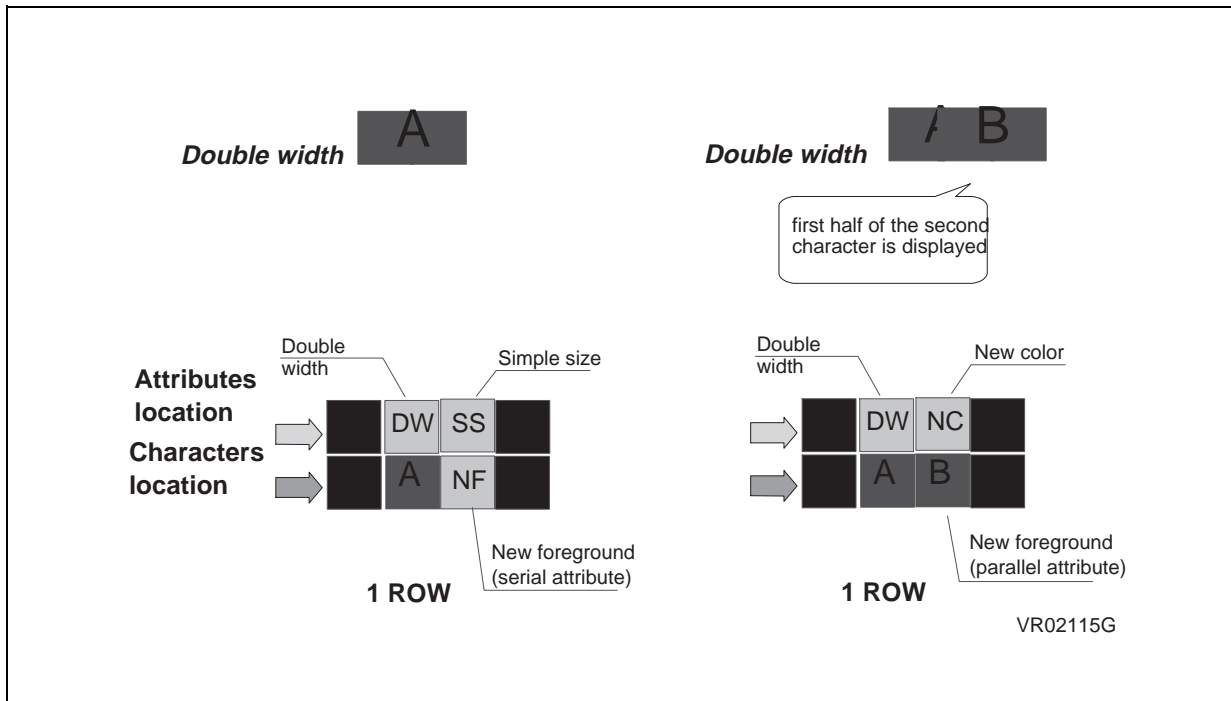 A
Double width
Double width
A B
first half of the second
character is displayed
Attributes
location
Characters
location
Double
width
Simple size
DW SS
A NF
New foreground
(serial attribute)
1 ROW
Double
width
New color
DW NC
A B
New foreground
(parallel attribute)
1 ROW
VR02115G